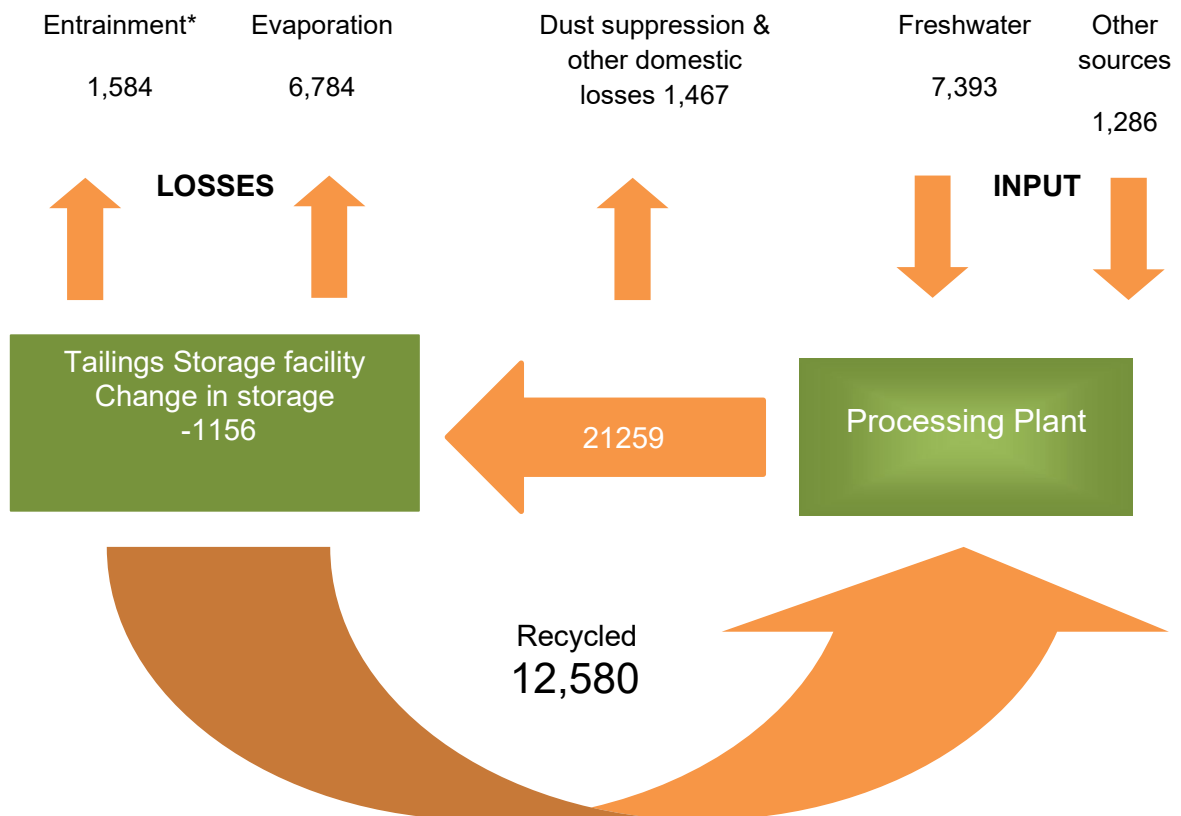 Entrainment*
1,584
Evaporation
6,784
Dust suppression &
other domestic
losses 1,467
Freshwater
7,393
Other
sources
1,286
LOSSES
INPUT
Tailings Storage facility
Change in storage
-1156
21259
Processing Plant
Recycled
12,580